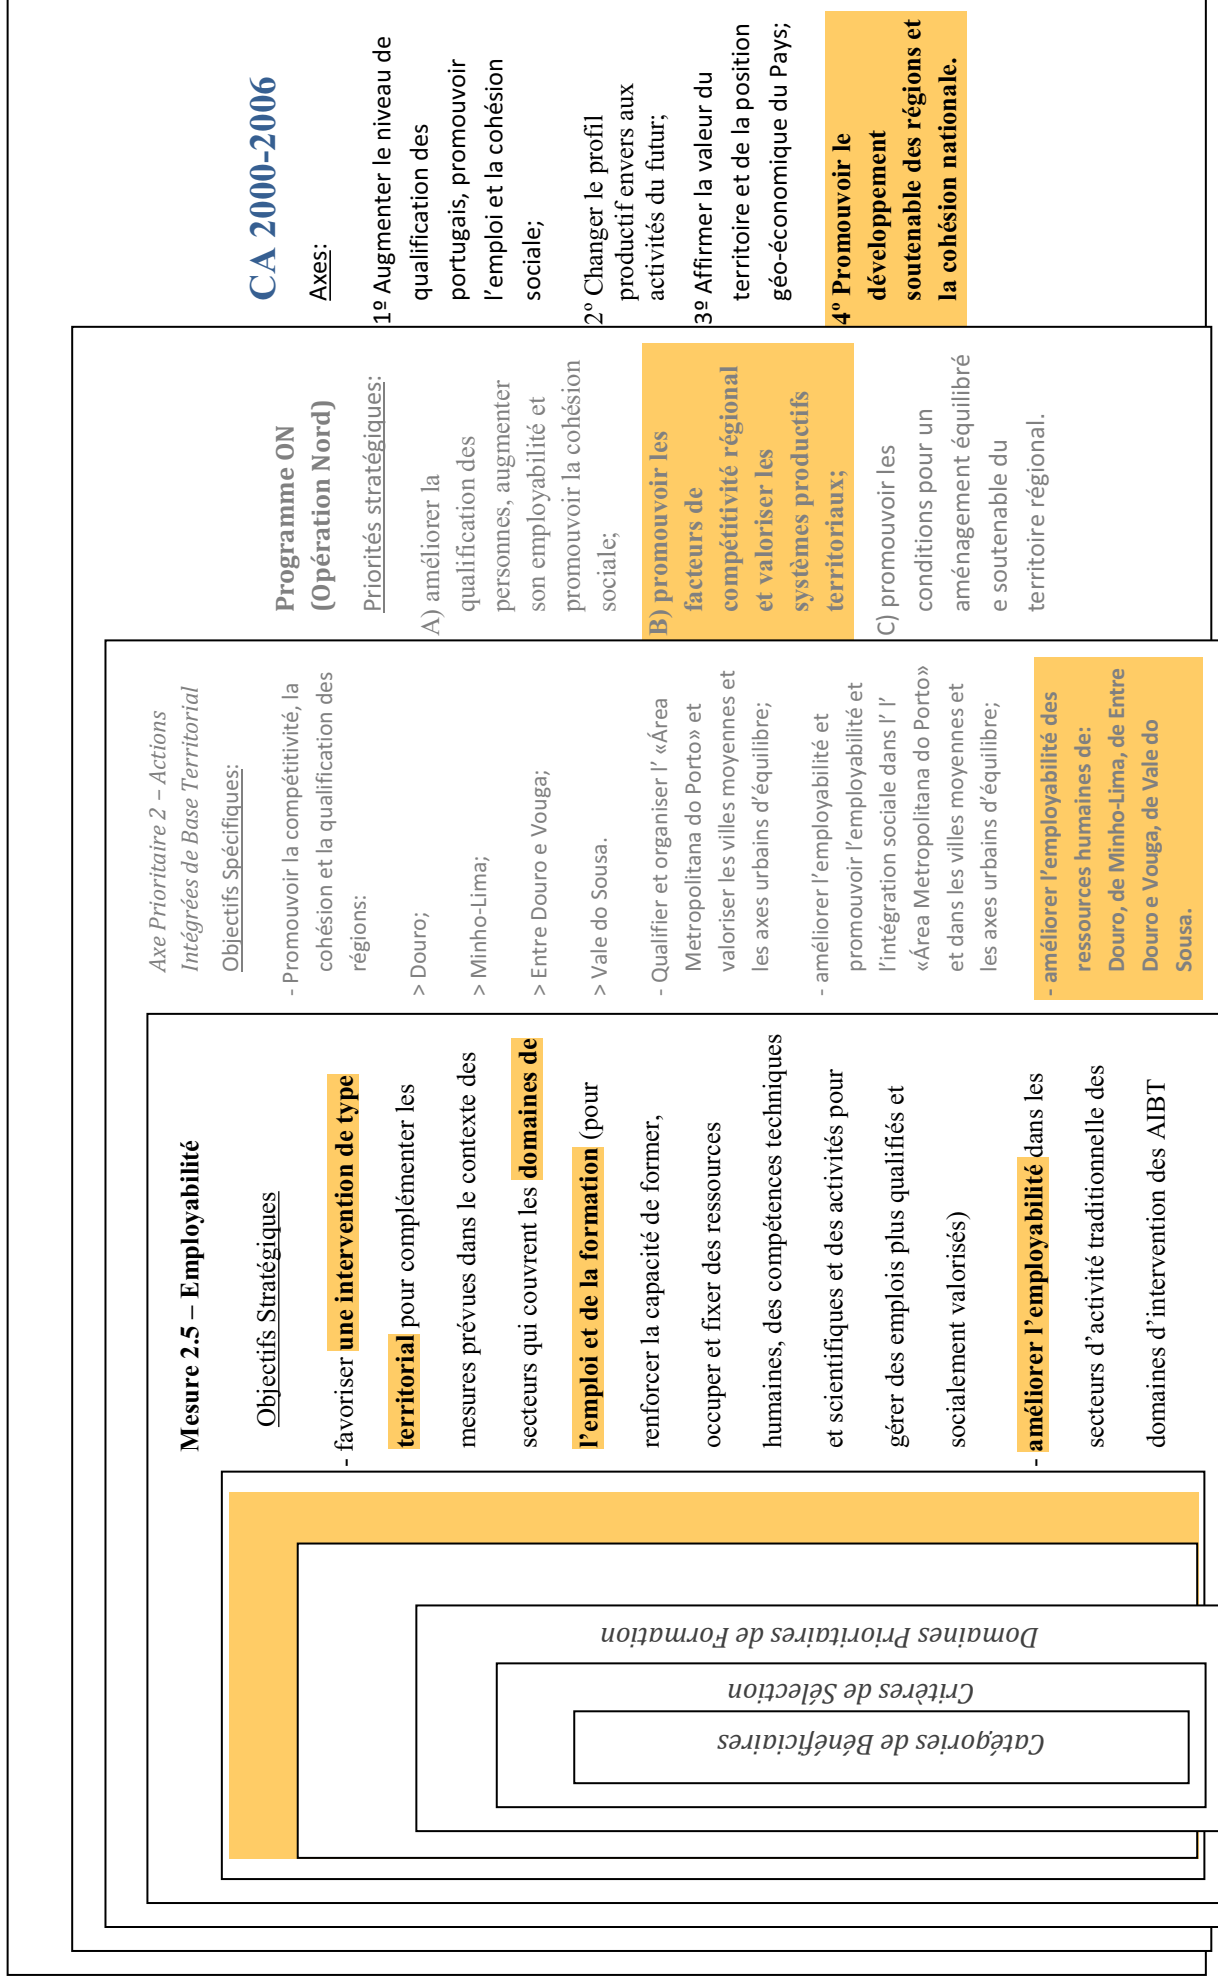 CA 2000-2006
Axes:
1º Augmenter le niveau de
qualification des
portugais, promouvoir
l'emploi et la cohésion
sociale;
2º Changer le profil
productif envers aux
activités du futur;
3º Affirmer la valeur du
territoire et de la position
géo-économique du Pays;
4º Promouvoir le
développement
soutenable des régions et
la cohésion nationale.
Programme ON
(Opération Nord)
Priorités stratégiques:
A) améliorer la
qualification des
personnes, augmenter
son employabilité et
promouvoir la cohésion
sociale;
B) promouvoir les
facteurs de
compétitivité régional
et valoriser les
systèmes productifs
territoriaux;
C) promouvoir les
conditions pour un
aménagement équilibré
e soutenable du
territoire régional.
Axe Prioritaire 2 – Actions
Intégrées de Base Territorial
Objectifs Spécifiques:
- Promouvoir la compétitivité, la
cohésion et la qualification des
régions:
> Douro;
> Minho-Lima;
> Entre Douro e Vouga;
> Vale do Sousa.
- Qualifier et organiser l' «Área
Metropolitana do Porto» et
valoriser les villes moyennes et
les axes urbains d'équilibre;
- améliorer l'employabilité et
promouvoir l'employabilité et
l'intégration sociale dans l' l'
«Área Metropolitana do Porto»
et dans les villes moyennes et
les axes urbains d'équilibre;
- améliorer l'employabilité des
ressources humaines de:
Douro, de Minho-Lima, de Entre
Douro e Vouga, de Vale do
Sousa.
Mesure 2.5 – Employabilité
Objectifs Stratégiques
- favoriser une intervention de type
territorial pour complémenter les
mesures prévues dans le contexte des
secteurs qui couvrent les domaines de
l'emploi et de la formation (pour
renforcer la capacité de former,
occuper et fixer des ressources
humaines, des compétences techniques
et scientifiques et des activités pour
gérer des emplois plus qualifiés et
socialement valorisés)
- améliorer l'employabilité dans les
secteurs d'activité traditionnelle des
domaines d'intervention des AIBT
Domaines Prioritaires de Formation
Critères de Sélection
Catégories de Bénéficiaires